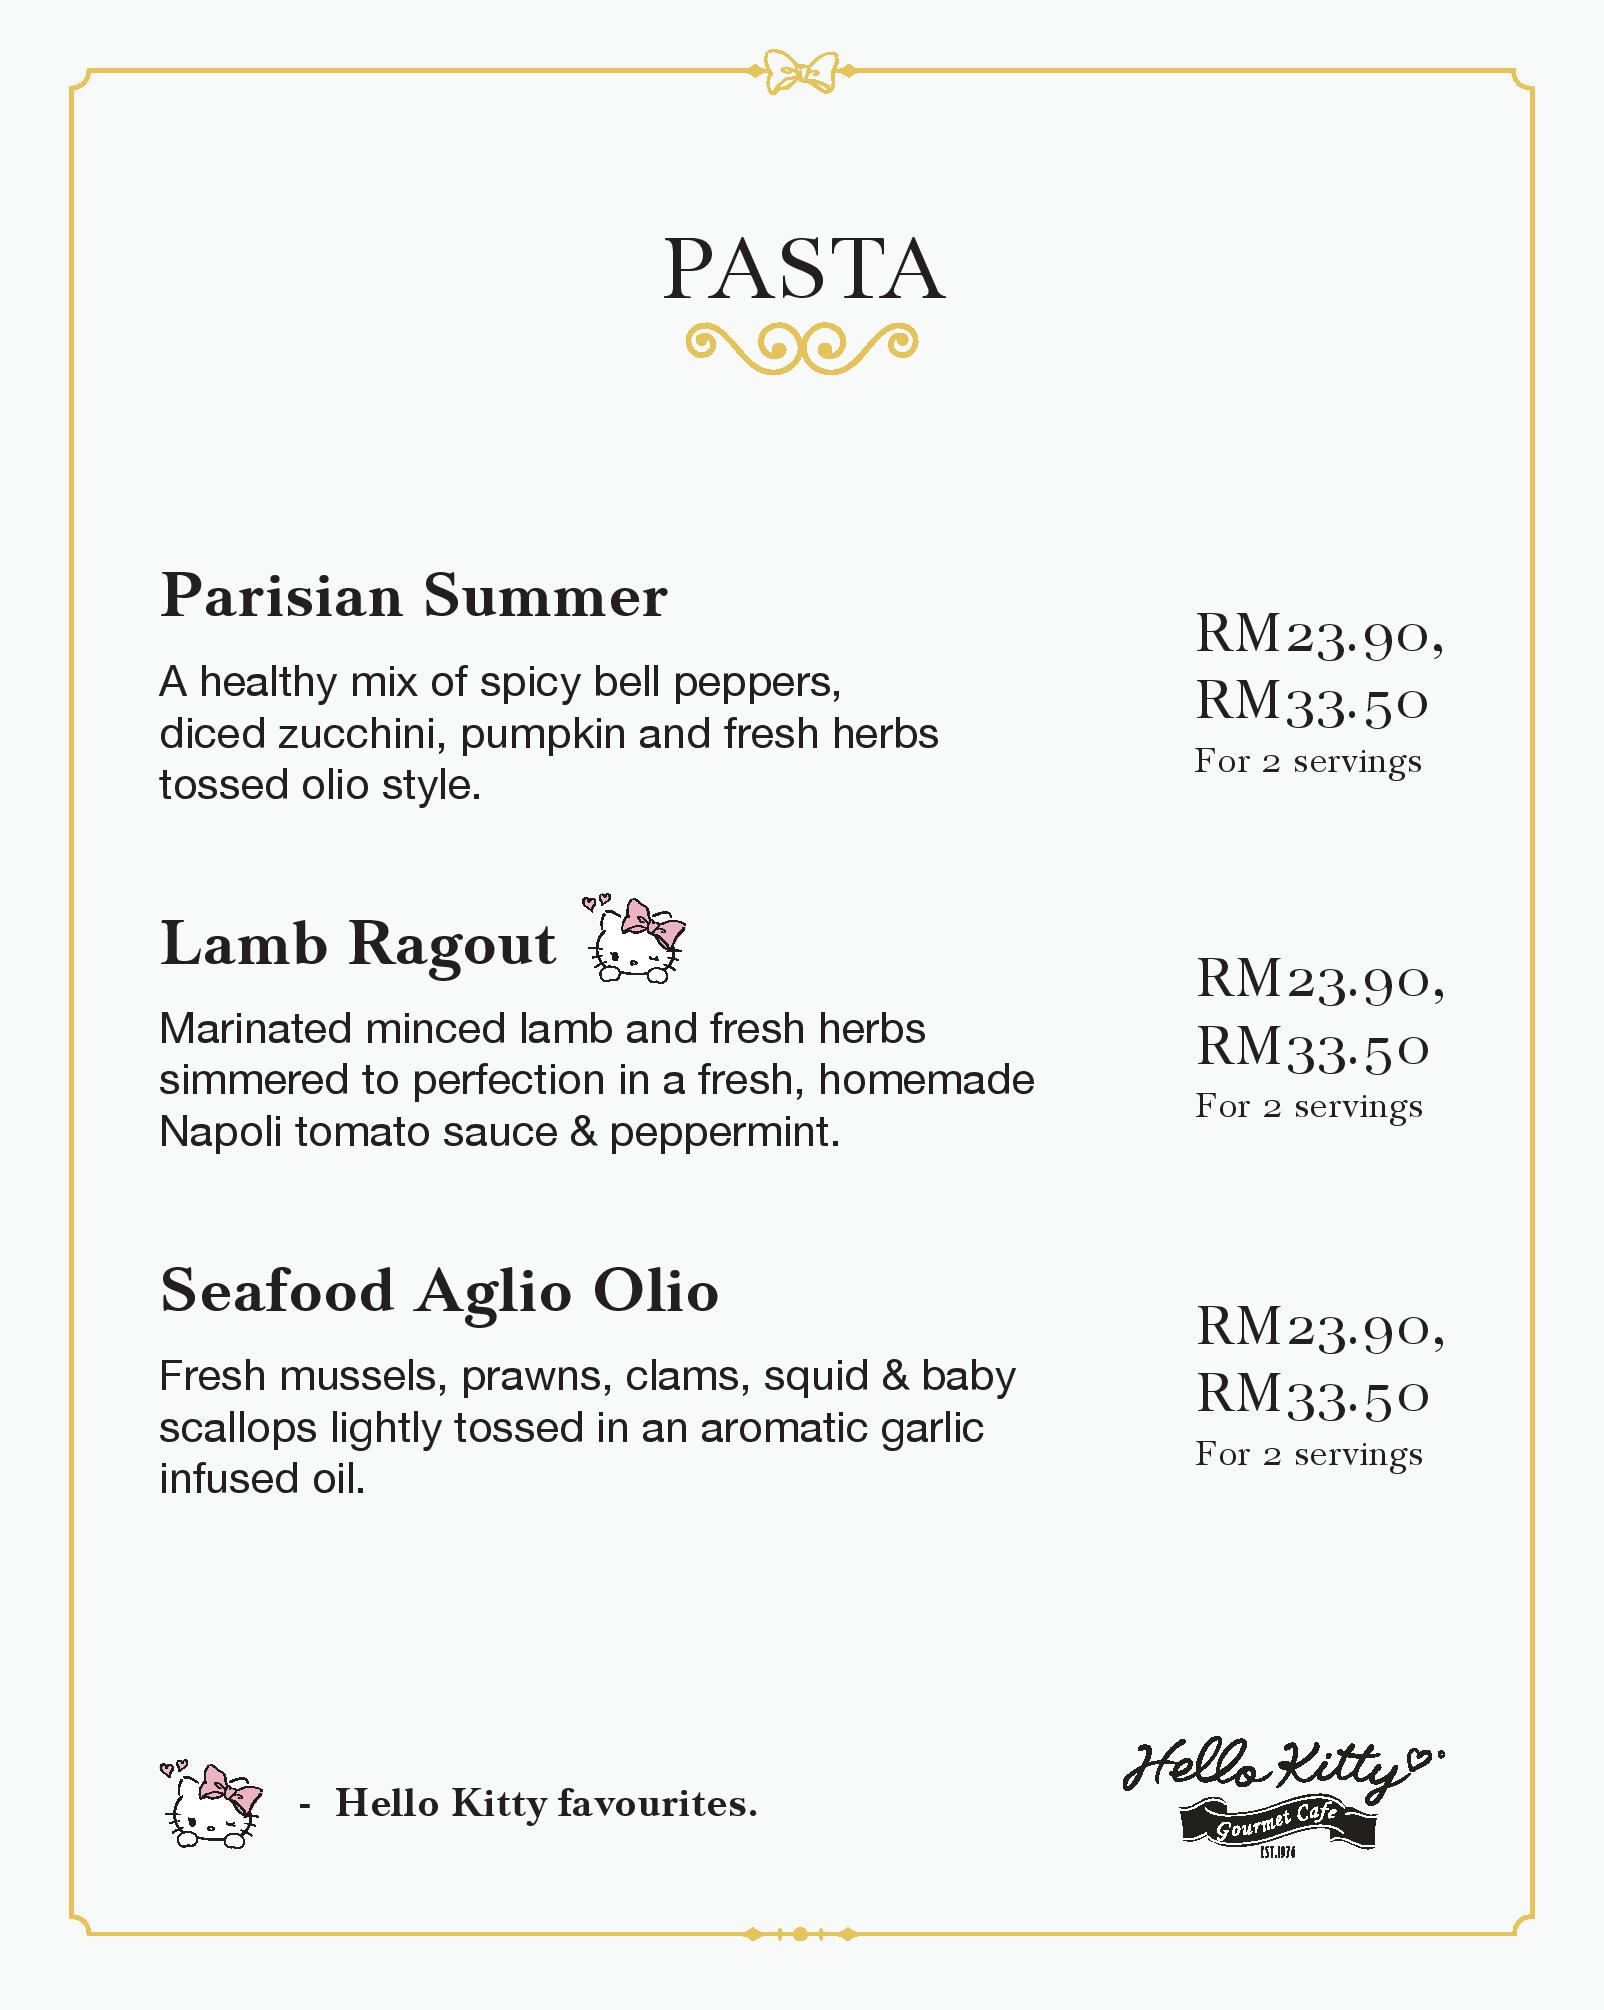 PASTA
Parisian Summer
A healthy mix of spicy bell peppers,
diced zucchini, pumpkin and fresh herbs
tossed olio style.
RM23.90,
RM33.50
For 2 servings
Lamb Ragout
Marinated minced lamb and fresh herbs
simmered to perfection in a fresh, homemade
Napoli tomato sauce & peppermint.
RM23.90,
RM33.50
For 2 servings
Seafood Aglio Olio
Fresh mussels, prawns, clams, squid & baby
scallops lightly tossed in an aromatic garlic
infused oil.
RM23.90,
RM33.50
For 2 servings
- Hello Kitty favourites.
Hello Kitty
Gourmet Cafe
EST.1976